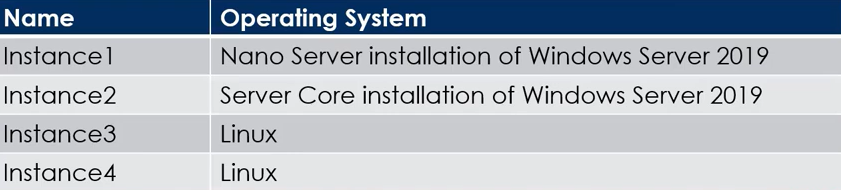 Name Operating System
Instance1 Nano Server installation of Windows Server 2019
Instance2 Server Core installation of Windows Server 2019
Instance3 Linux
Instance4 Linux